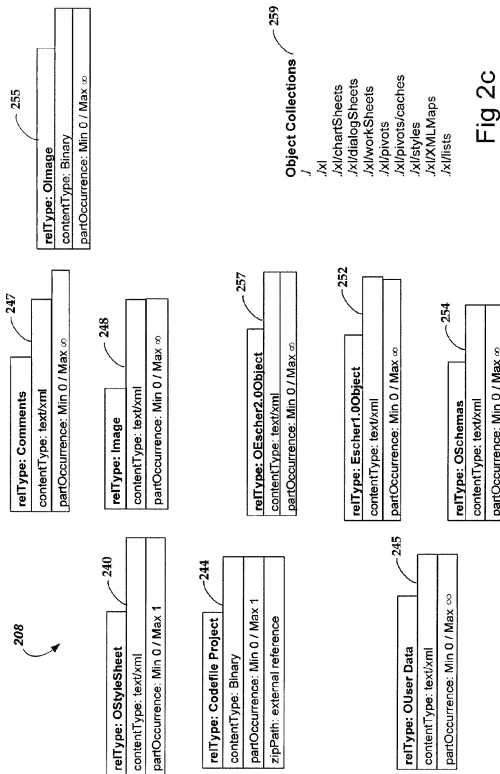 208
240
relType: OStyleSheet
contentType: text/xml
partOccurrence: Min 0 / Max 1
244
relType: Codefile Project
contentType: Binary
partOccurrence: Min 0 / Max 1
zipPath: external reference
245
relType: OUser Data
contentType: text/xml
partOccurrence: Min 0 / Max ∞
247
relType: Comments
contentType: text/xml
partOccurrence: Min 0 / Max ∞
248
relType: Image
contentType: text/xml
partOccurrence: Min 0 / Max ∞
257
relType: OEscher2.0Object
contentType: text/xml
partOccurrence: Min 0 / Max ∞
252
relType: Escher1.0Object
contentType: text/xml
partOccurrence: Min 0 / Max ∞
254
relType: OSchemas
contentType: text/xml
partOccurrence: Min 0 / Max ∞
255
relType: OImage
contentType: Binary
partOccurrence: Min 0 / Max ∞
259
Object Collections
./
./xl
./xl/chartSheets
./xl/dialogSheets
./xl/workSheets
./xl/pivots
./xl/pivots/caches
./xl/styles
./xl/XMLMaps
./xl/lists
Fig 2c